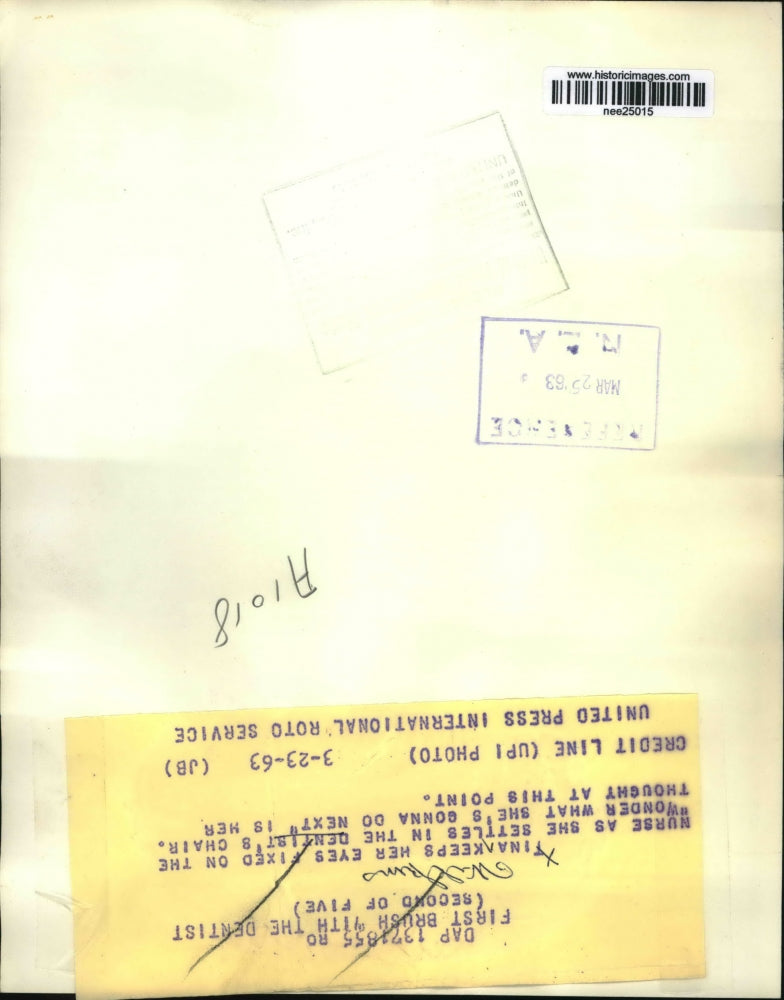 www.historicimages.com
nee25015
REFERENCE
MAR 25 '63
N.E.A.
A1018
DAP 1371855 RO
FIRST BRUSH WITH THE DENTIST
(SECOND OF FIVE)
TINA KEEPS HER EYES FIXED ON THE
NURSE AS SHE SETTLES IN THE DENTIST'S CHAIR.
"WONDER WHAT SHE'S GONNA DO NEXT" IS HER
THOUGHT AT THIS POINT.
CREDIT LINE (UPI PHOTO) 3-23-63 (JB)
UNITED PRESS INTERNATIONAL ROTO SERVICE